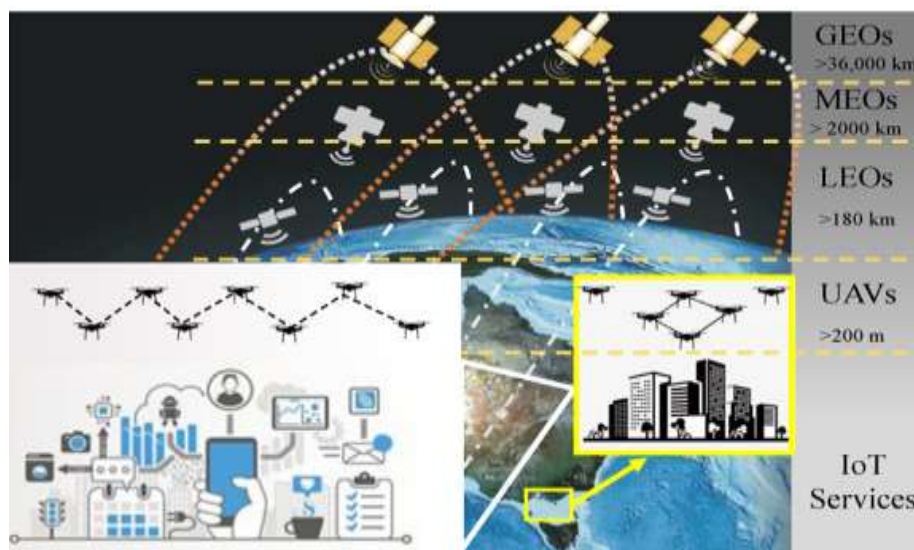 GEOs
>36,000 km
MEOs
> 2000 km
LEOs
>180 km
UAVs
>200 m
IoT
Services